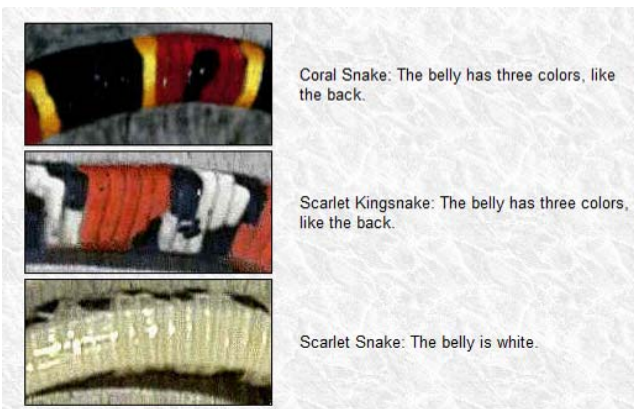 Coral Snake: The belly has three colors, like
the back.
Scarlet Kingsnake: The belly has three colors,
like the back.
Scarlet Snake: The belly is white.